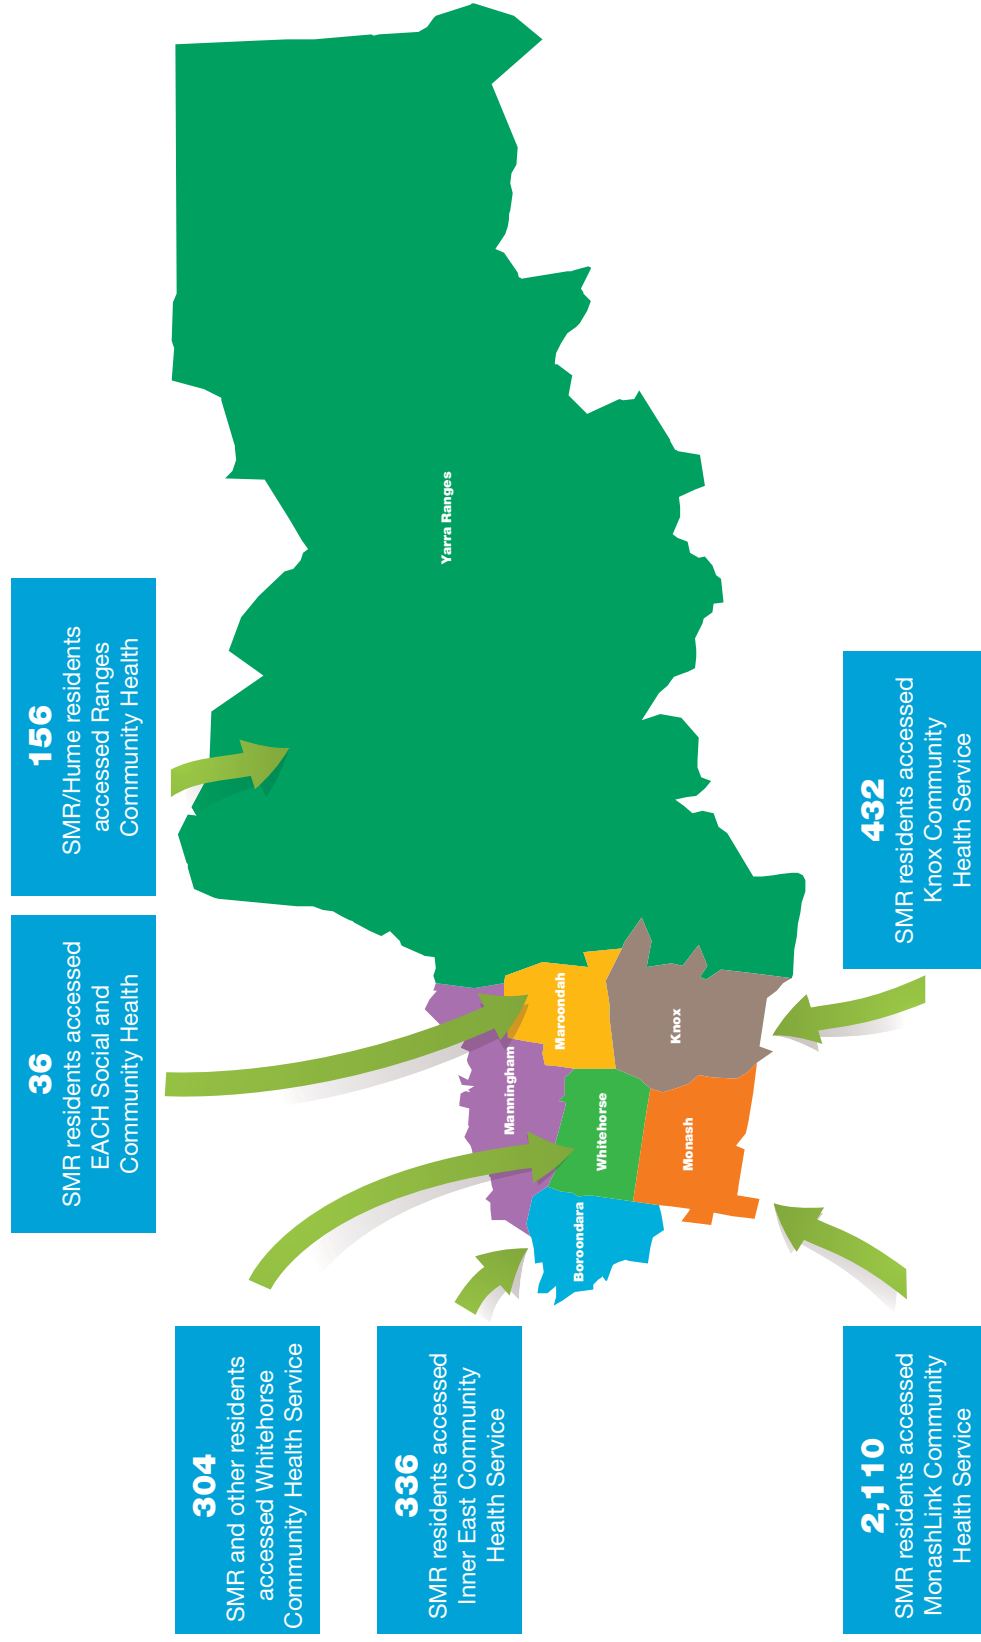 304
SMR and other residents
accessed Whitehorse
Community Health Service
36
SMR residents accessed
EACH Social and
Community Health
156
SMR/Hume residents
accessed Ranges
Community Health
336
SMR residents accessed
Inner East Community
Health Service
Yarra Ranges
Manningham
Maroondah
Boroondara
Whitehorse
Knox
Monash
2,110
SMR residents accessed
MonashLink Community
Health Service
432
SMR residents accessed
Knox Community
Health Service